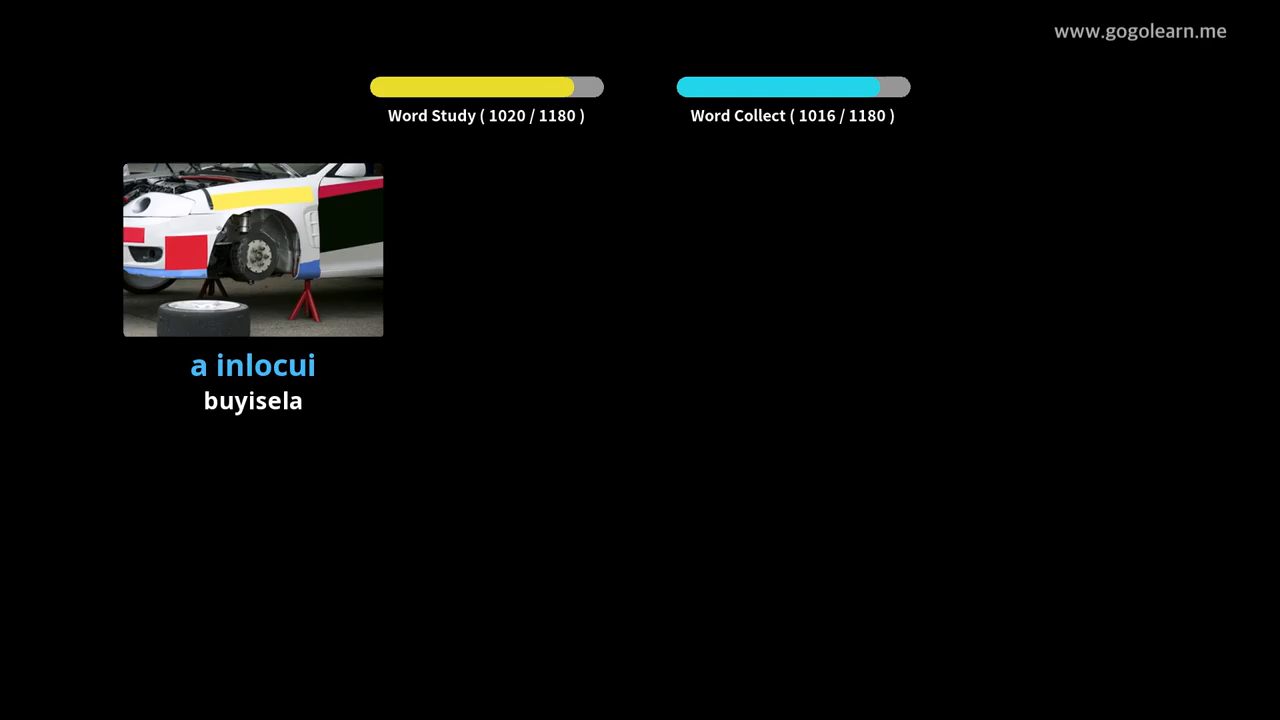 www.gogolearn.me
Word Study ( 1020 / 1180 )
Word Collect ( 1016 / 1180 )
a inlocui
buyisela